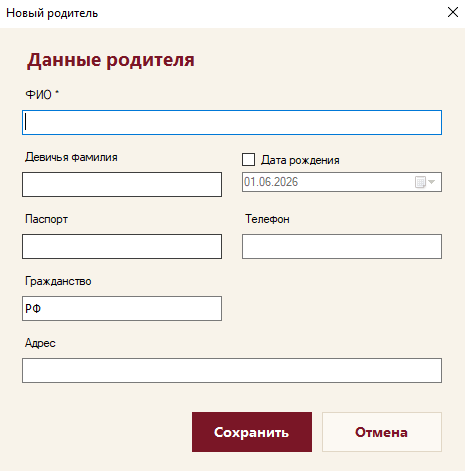 Новый родитель
Данные родителя
ФИО *
Девичья фамилия
Дата рождения
01.06.2026
Паспорт
Телефон
Гражданство
РФ
Адрес
Сохранить
Отмена